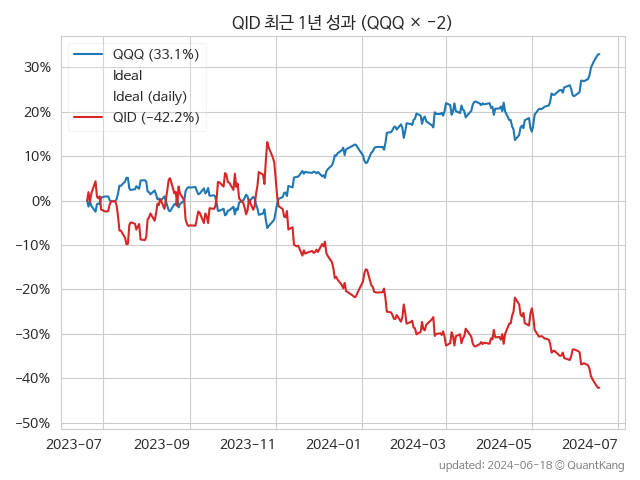 QID 최근 1년 성과 (QQQ × −2)
QQQ (33.1%)
Ideal
Ideal (daily)
QID (−42.2%)
30%
20%
10%
0%
−10%
−20%
−30%
−40%
−50%
2023-07 2023-09 2023-11 2024-01 2024-03 2024-05 2024-07
updated: 2024-06-18 © QuantKang